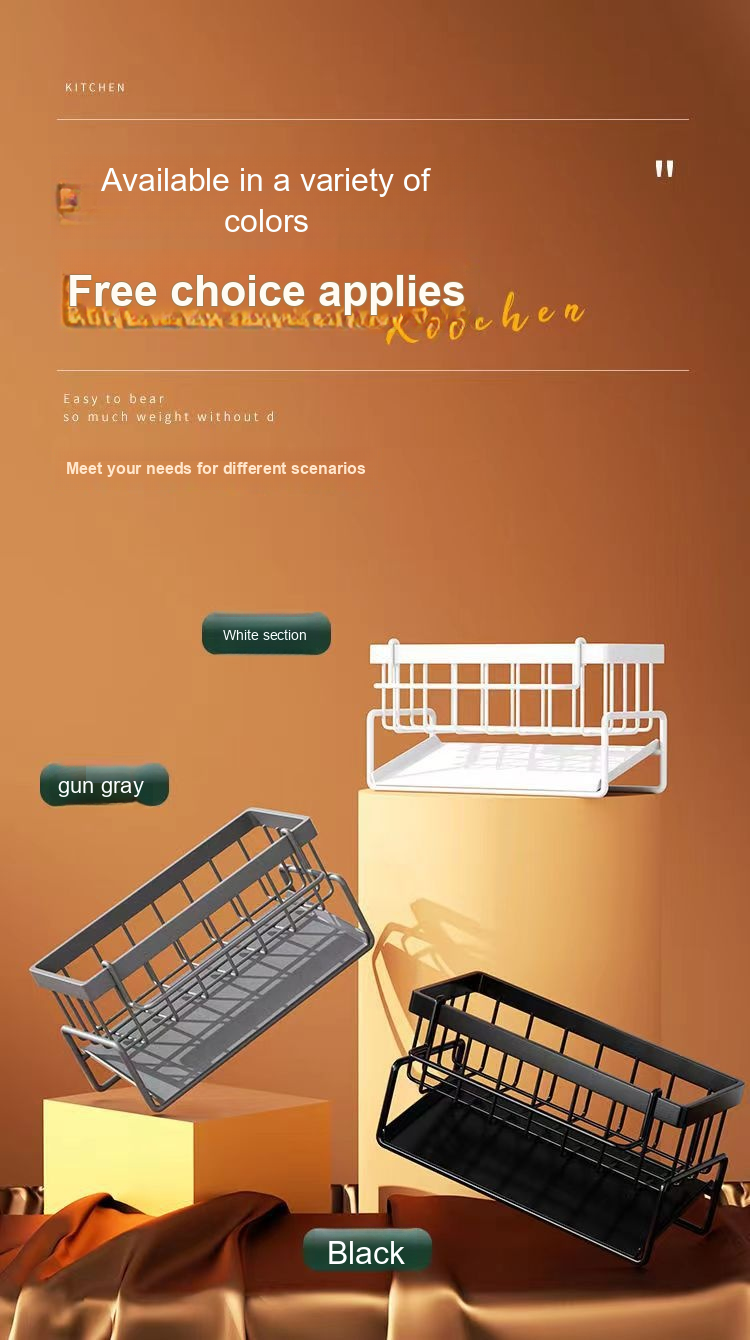 KITCHEN
Available in a variety of
colors
"
Free choice applies
Xoochen
Easy to bear
so much weight without d
Meet your needs for different scenarios
White section
gun gray
Black